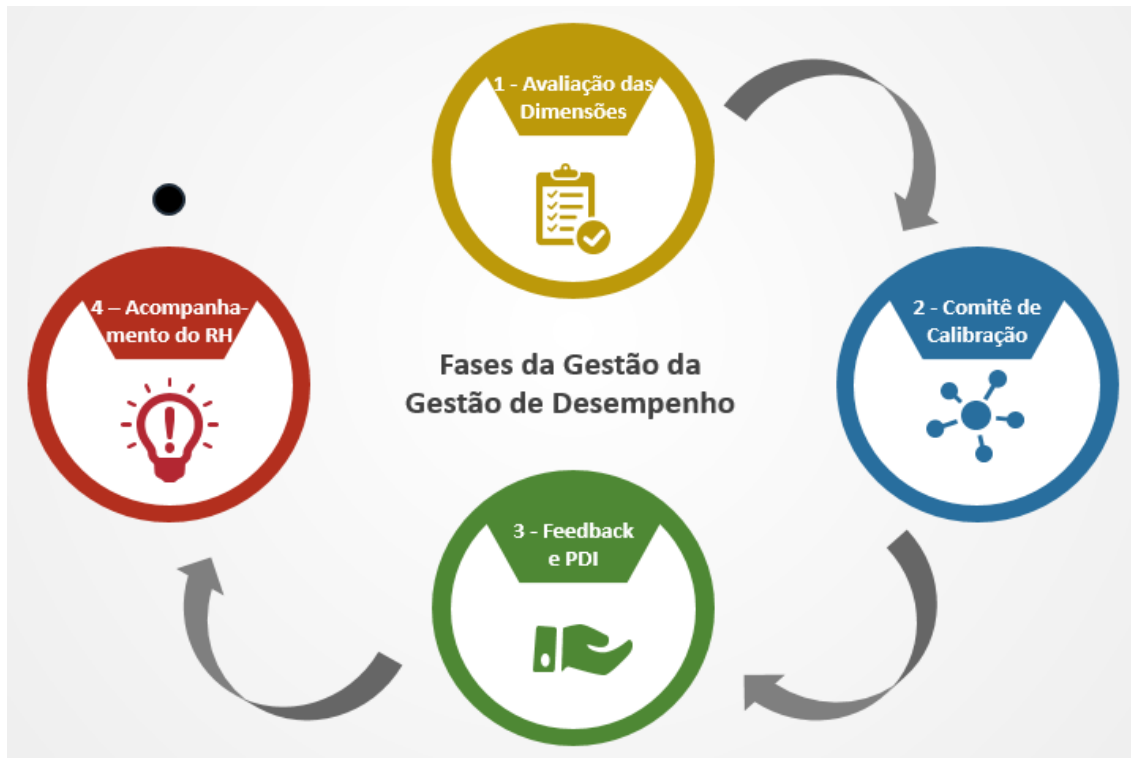 1 - Avaliação das
Dimensões
2 - Comitê de
Calibração
3 - Feedback
e PDI
4 – Acompanha-
mento do RH
Fases da Gestão da
Gestão de Desempenho